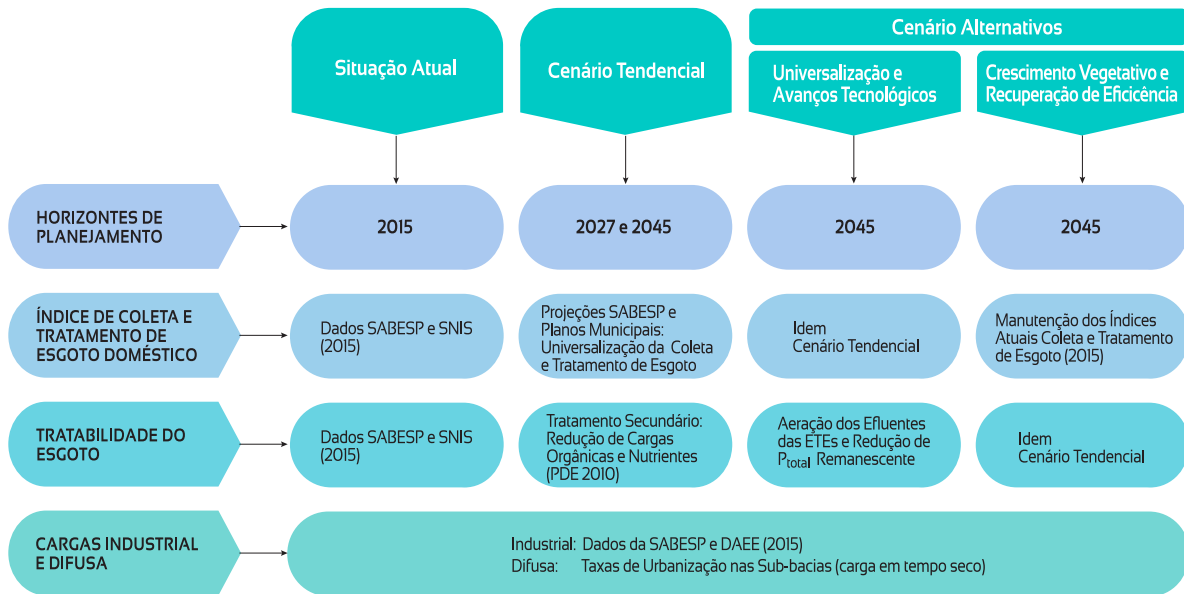 Situação Atual
Cenário Tendencial
Cenário Alternativos
Universalização e
Avanços Tecnológicos
Crescimento Vegetativo e
Recuperação de Eficicência
HORIZONTES DE
PLANEJAMENTO
2015
2027 e 2045
2045
2045
ÍNDICE DE COLETA E
TRATAMENTO DE
ESGOTO DOMÉSTICO
Dados SABESP e SNIS
(2015)
Projeções SABESP e
Planos Municipais:
Universalização da Coleta
e Tratamento de Esgoto
Idem
Cenário Tendencial
Manutenção dos Índices
Atuais Coleta e Tratamento
de Esgoto (2015)
TRATABILIDADE DO
ESGOTO
Dados SABESP e SNIS
(2015)
Tratamento Secundário:
Redução de Cargas
Orgônicas e Nutrientes
(PDE 2010)
Aeração dos Efluentes
das ETEs e Redução de
Ptotal Remanescente
Idem
Cenário Tendencial
CARGAS INDUSTRIAL
E DIFUSA
Industrial: Dados da SABESP e DAEE (2015)
Difusa: Taxas de Urbanização nas Sub-bacias (carga em tempo seco)